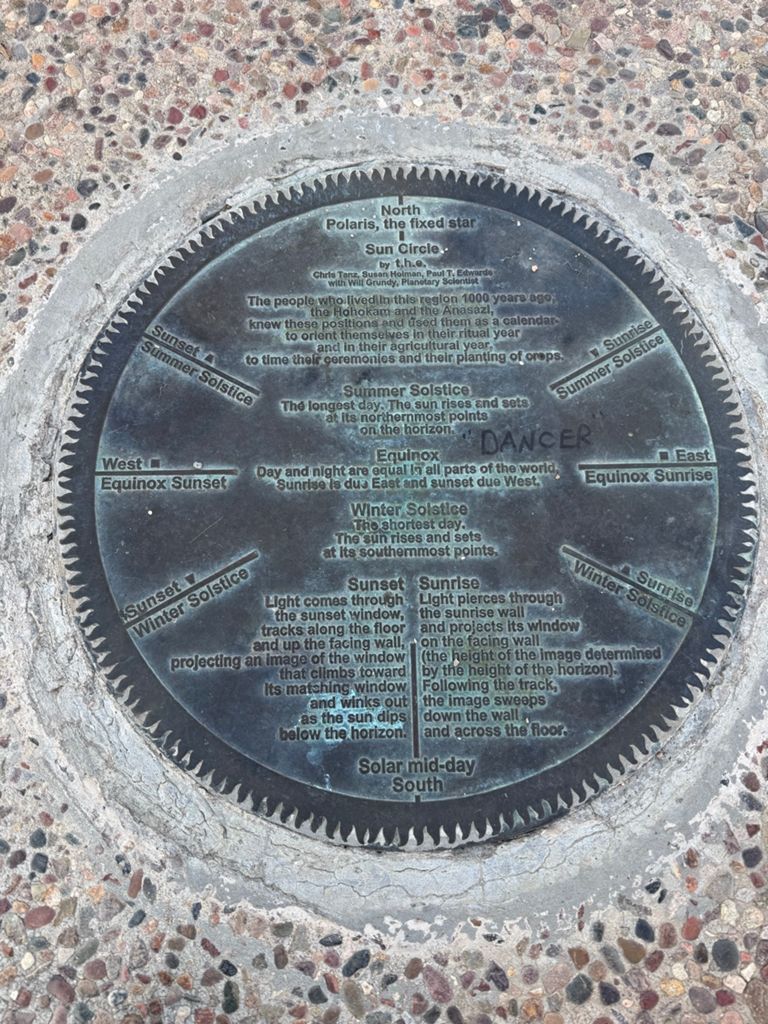 North
Polaris, the fixed star
Sun Circle
by t.h.e.
Chris Tanz, Susan Holman, Paul T. Edwards
with Will Grundy, Planetary Scientist
The people who lived in this region 1000 years ago,
the Hohokam and the Anasazi,
knew these positions and used them as a calendar
to orient themselves in their ritual year
and in their agricultural year,
to time their ceremonies and their planting of crops.
Sunset
Summer Solstice
Sunrise
Summer Solstice
Summer Solstice
The longest day. The sun rises and sets
at its northernmost points
on the horizon.
"DANCER"
West
Equinox Sunset
Equinox
Day and night are equal in all parts of the world.
Sunrise is due East and sunset due West.
East
Equinox Sunrise
Winter Solstice
The shortest day.
The sun rises and sets
at its southernmost points.
Sunset
Winter Solstice
Sunrise
Winter Solstice
Sunset
Light comes through
the sunset window,
tracks along the floor
and up the facing wall,
projecting an image of the window
that climbs toward
its matching window
and winks out
as the sun dips
below the horizon.
Sunrise
Light pierces through
the sunrise wall
and projects its window
on the facing wall
(the height of the image determined
by the height of the horizon).
Following the track,
the image sweeps
down the wall
and across the floor.
Solar mid-day
South